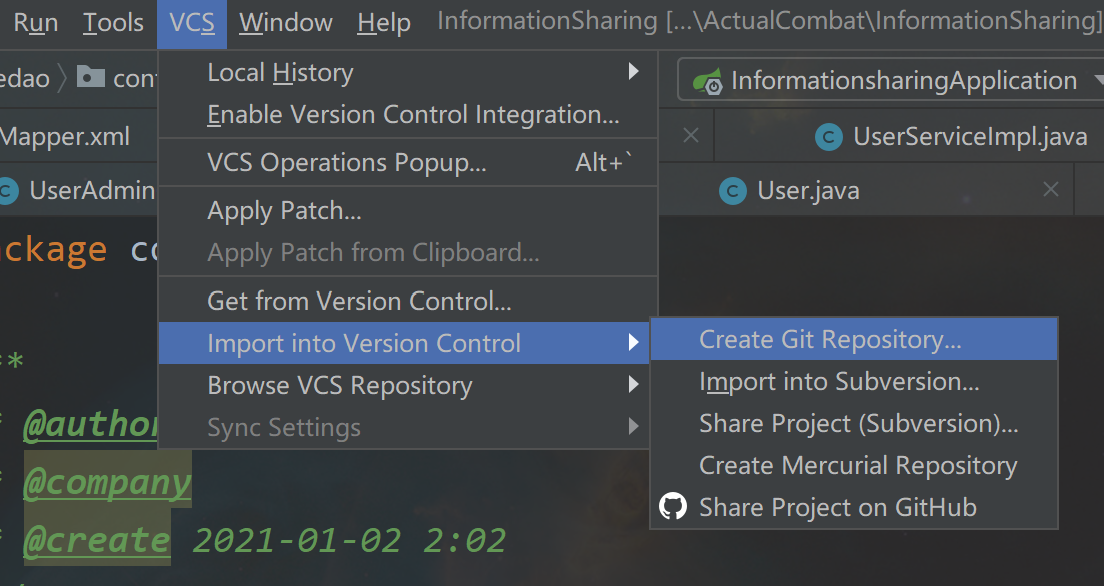 Run Tools VCS Window Help InformationSharing [...\ActualCombat\InformationSharing]
edao con
InformationsharingApplication
Mapper.xml
UserServiceImpl.java
UserAdmin
User.java
ckage co
Local History
Enable Version Control Integration...
VCS Operations Popup... Alt+`
Apply Patch...
Apply Patch from Clipboard...
Get from Version Control...
Import into Version Control
Browse VCS Repository
Sync Settings
Create Git Repository...
Import into Subversion...
Share Project (Subversion)...
Create Mercurial Repository
Share Project on GitHub
**
* @author
* @company
* @create 2021-01-02 2:02